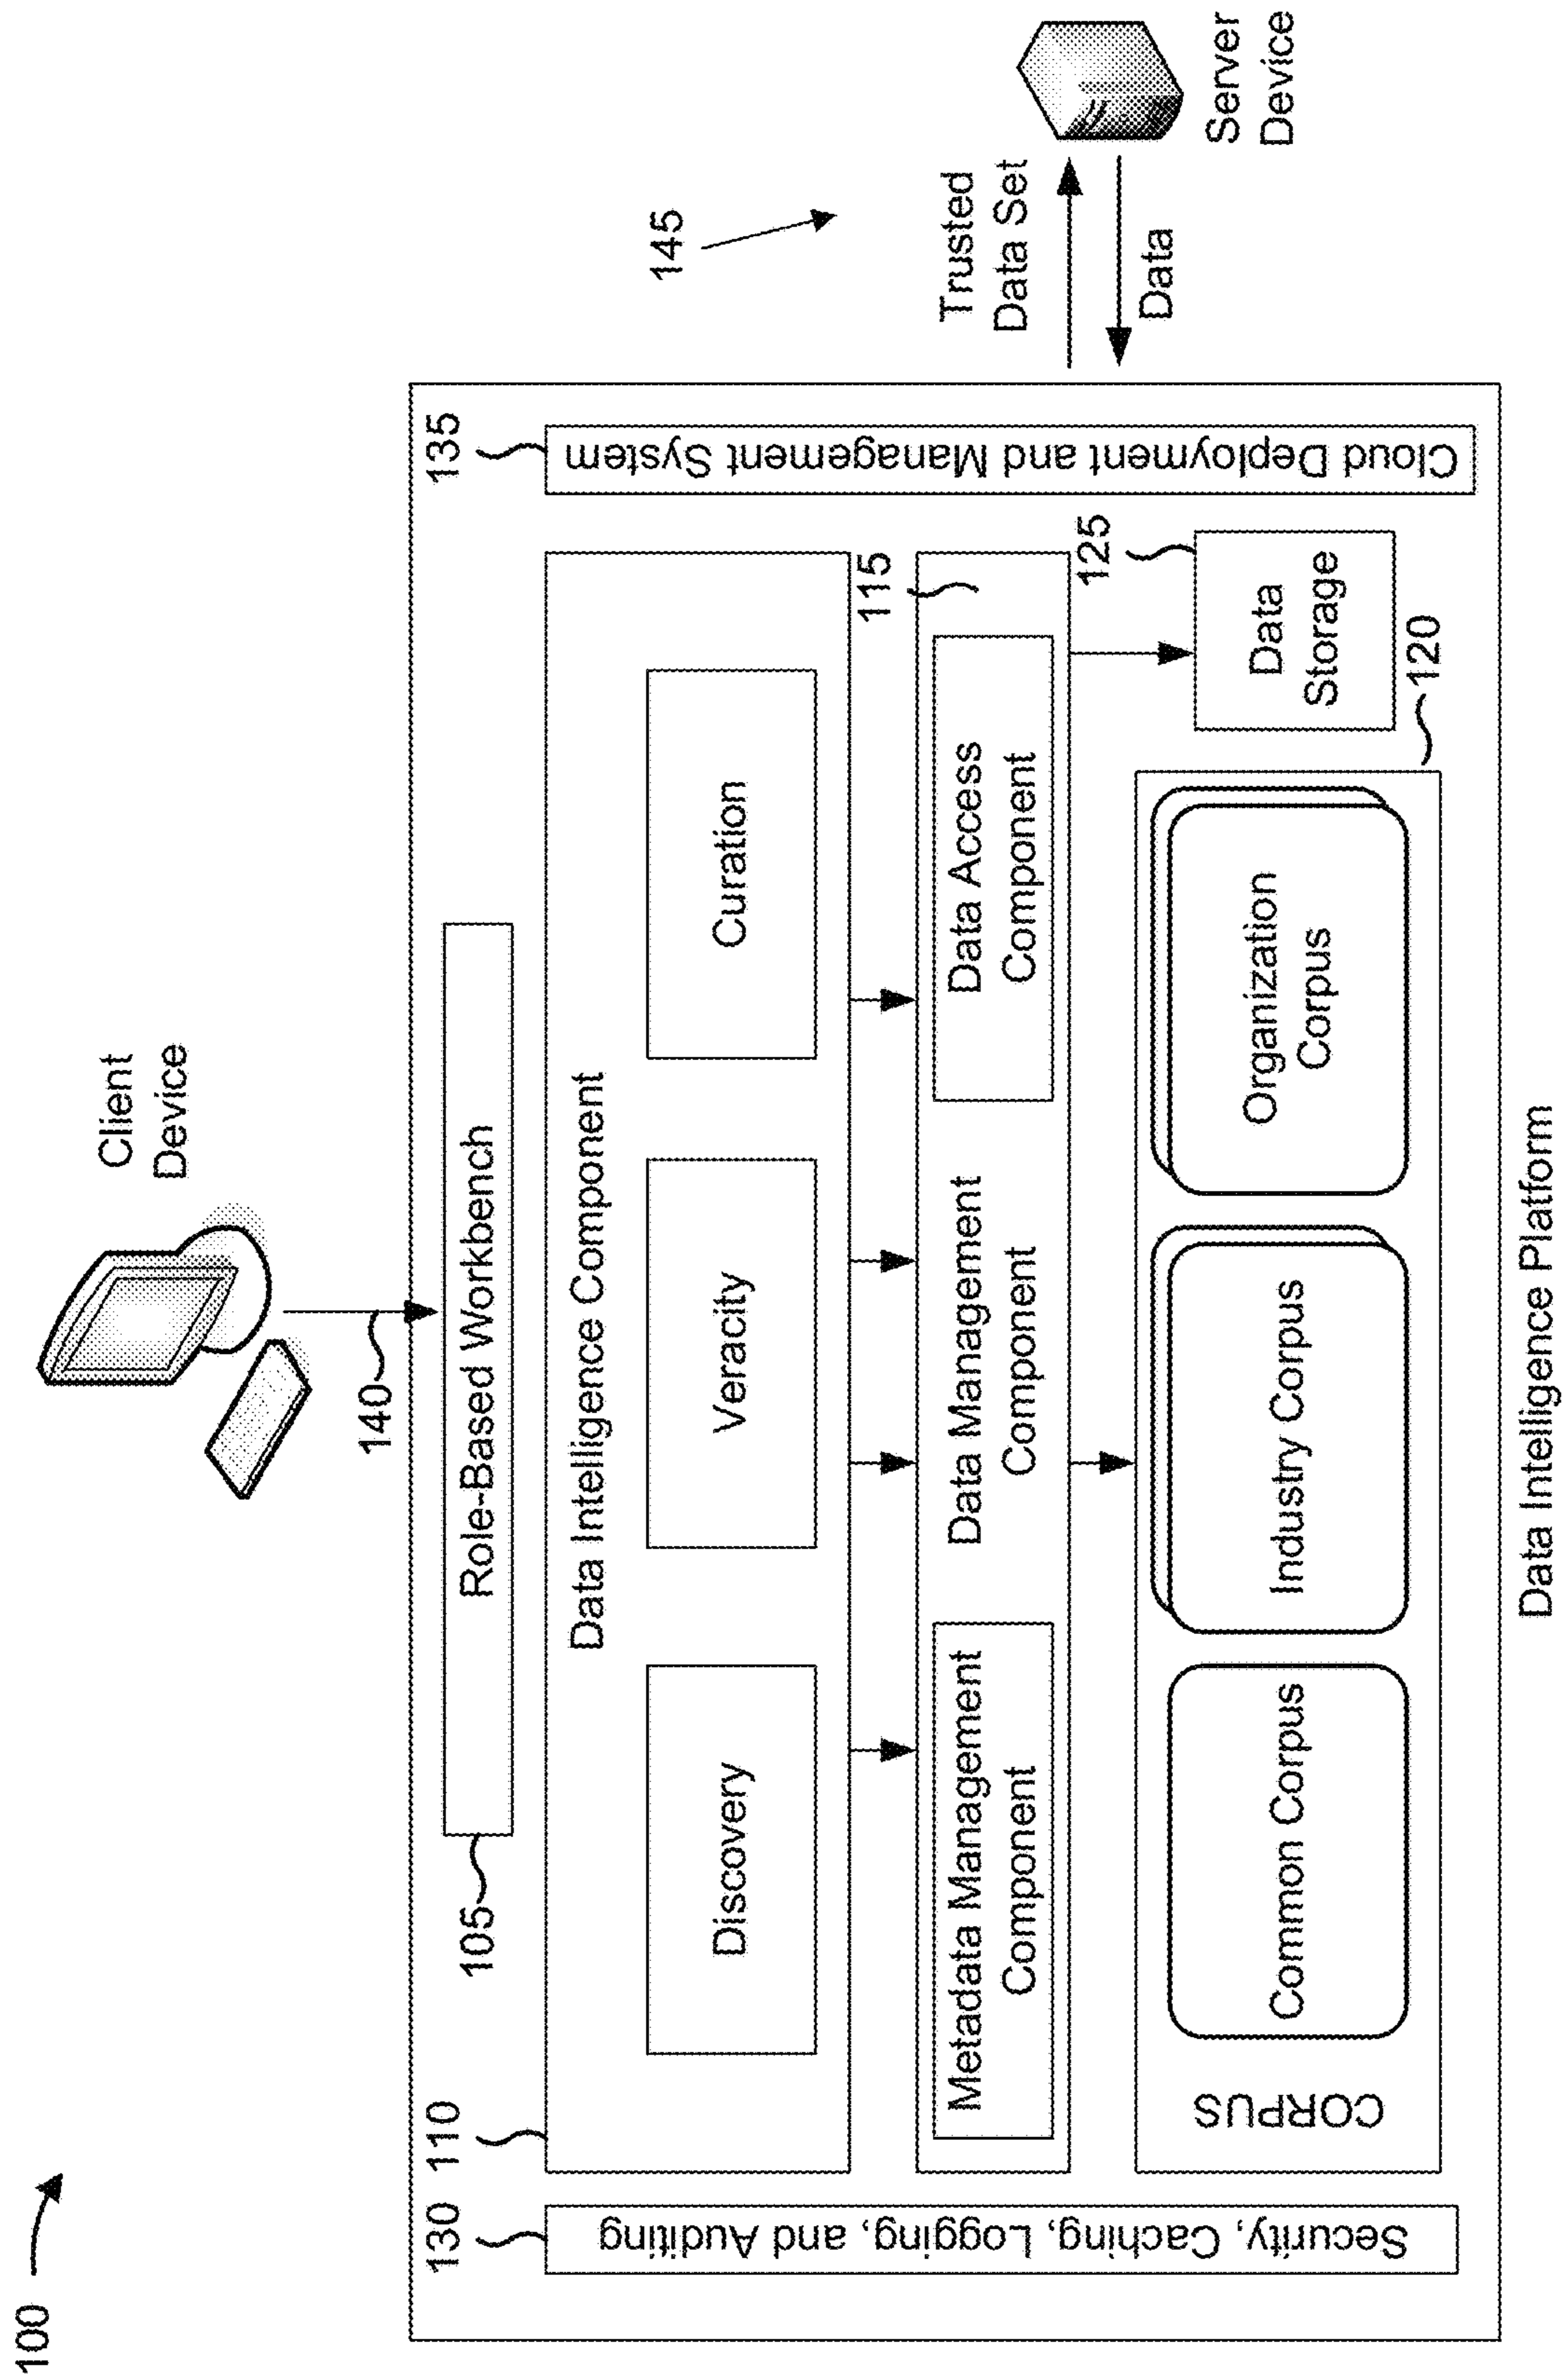 100
Client
Device
140
105
Role-Based Workbench
130
Security, Caching, Logging, and Auditing
110
Data Intelligence Component
Discovery
Veracity
Curation
135
Cloud Deployment and Management System
145
Trusted
Data Set
Data
Server
Device
115
Metadata Management
Component
Data Management
Component
Data Access
Component
125
Data
Storage
120
CORPUS
Common Corpus
Industry Corpus
Organization
Corpus
Data Intelligence Platform